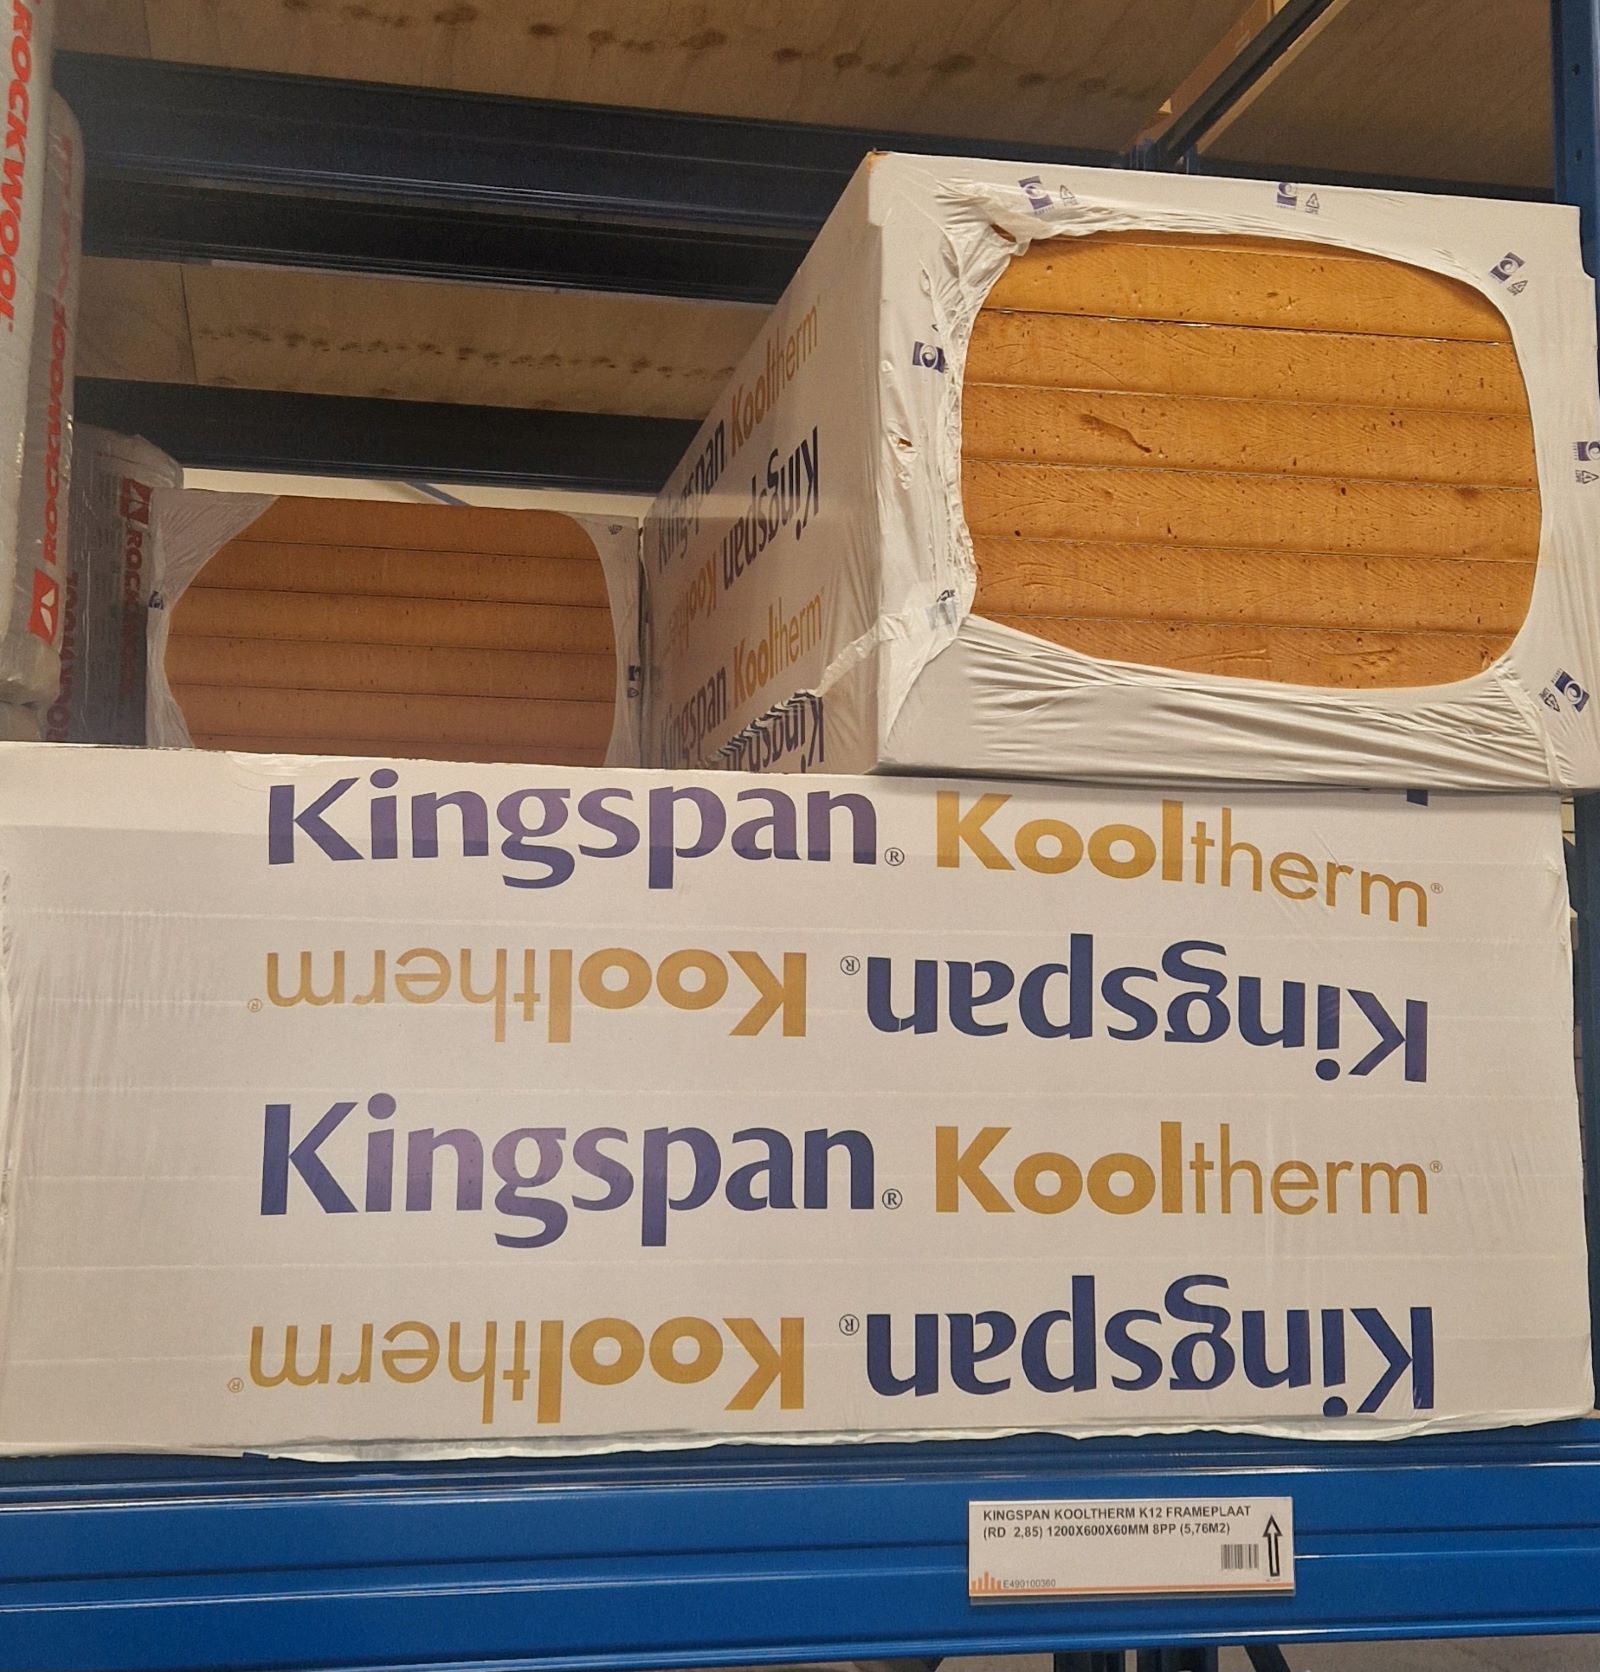 ROCKWOOL
ROCKWOOL
ROCKWOOL
Kingspan Kooltherm
Kingspan Kooltherm
Kingspan Kooltherm
Kingspan
Kingspan® Kooltherm®
Kingspan® Kooltherm®
Kingspan® Kooltherm®
Kingspan® Kooltherm®
KINGSPAN KOOLTHERM K12 FRAMEPLAAT
(RD 2,85) 1200X600X60MM 8PP (5,76M2)
E490100360